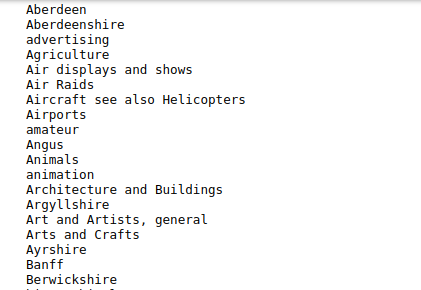 Aberdeen
Aberdeenshire
advertising
Agriculture
Air displays and shows
Air Raids
Aircraft see also Helicopters
Airports
amateur
Angus
Animals
animation
Architecture and Buildings
Argyllshire
Art and Artists, general
Arts and Crafts
Ayrshire
Banff
Berwickshire